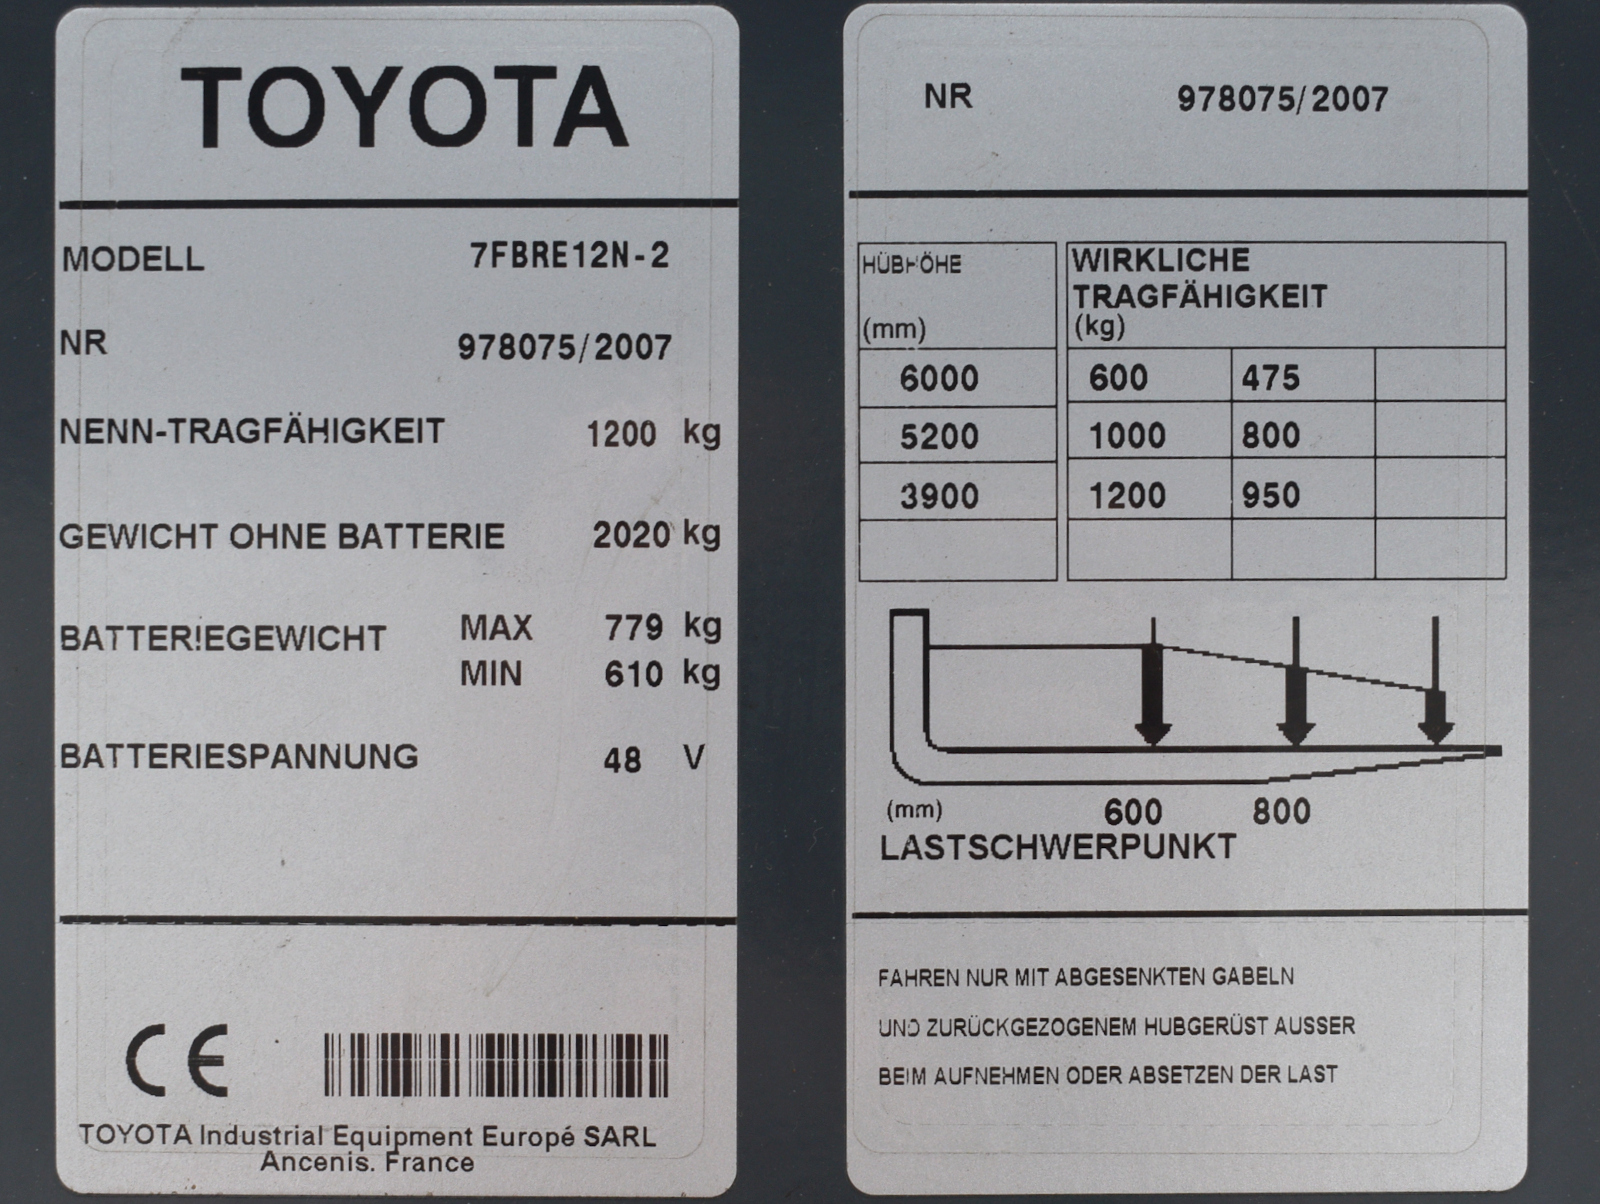 TOYOTA
MODELL 7FBRE12N-2
NR 978075/2007
NENN-TRAGFÄHIGKEIT 1200 kg
GEWICHT OHNE BATTERIE 2020 kg
BATTERIEGEWICHT MAX 779 kg
MIN 610 kg
BATTERIESPANNUNG 48 V
CE
TOYOTA Industrial Equipment Europé SARL
Ancenis. France
NR 978075/2007
HÜBHÖHE WIRKLICHE
TRAGFÄHIGKEIT
(mm) (kg)
6000 600 475
5200 1000 800
3900 1200 950
(mm) 600 800
LASTSCHWERPUNKT
FAHREN NUR MIT ABGESENKTEN GABELN
UND ZURÜCKGEZOGENEM HUBGERÜST AUSSER
BEIM AUFNEHMEN ODER ABSETZEN DER LAST